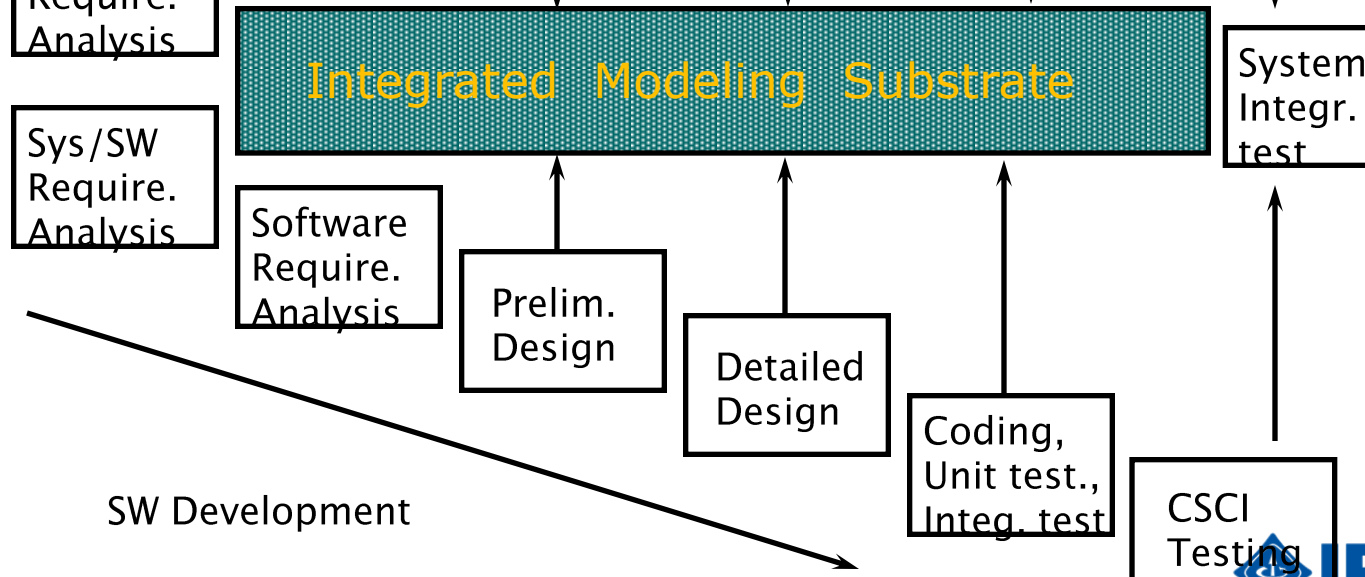 Require.
Analysis
Integrated Modeling Substrate
System
Integr.
test
Sys/SW
Require.
Analysis
Software
Require.
Analysis
Prelim.
Design
Detailed
Design
Coding,
Unit test.,
Integ. test
CSCI
Testing
SW Development